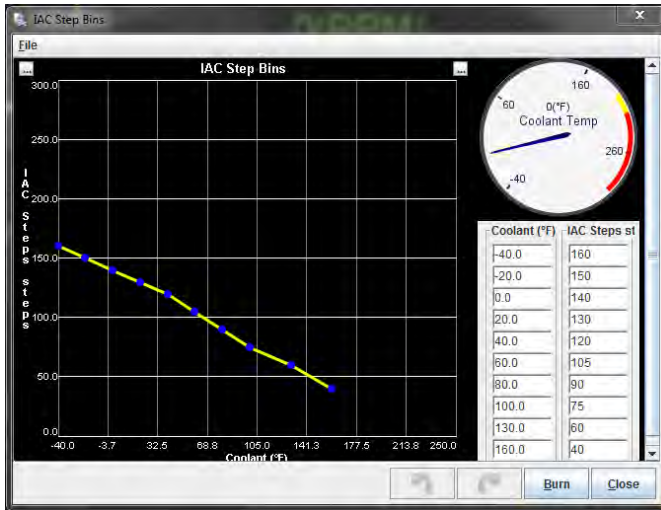 IAC Step Bins
File
... IAC Step Bins ...
300.0
250.0
200.0
150.0
100.0
50.0
0.0
IAC Steps steps
-40.0 -3.7 32.5 68.8 105.0 141.3 177.5 213.8 250.0
Coolant (°F)
160
60
0(°F)
Coolant Temp
260
-40
Coolant (°F) IAC Steps st
-40.0 160
-20.0 150
0.0 140
20.0 130
40.0 120
60.0 105
80.0 90
100.0 75
130.0 60
160.0 40
Burn Close